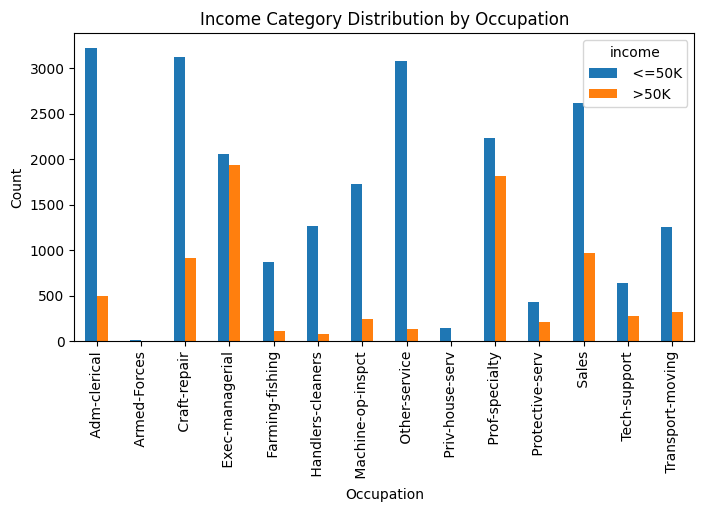 Income Category Distribution by Occupation
income
<=50K
>50K
Count
3000
2500
2000
1500
1000
500
0
Adm-clerical
Armed-Forces
Craft-repair
Exec-managerial
Farming-fishing
Handlers-cleaners
Machine-op-inspct
Other-service
Priv-house-serv
Prof-specialty
Protective-serv
Sales
Tech-support
Transport-moving
Occupation